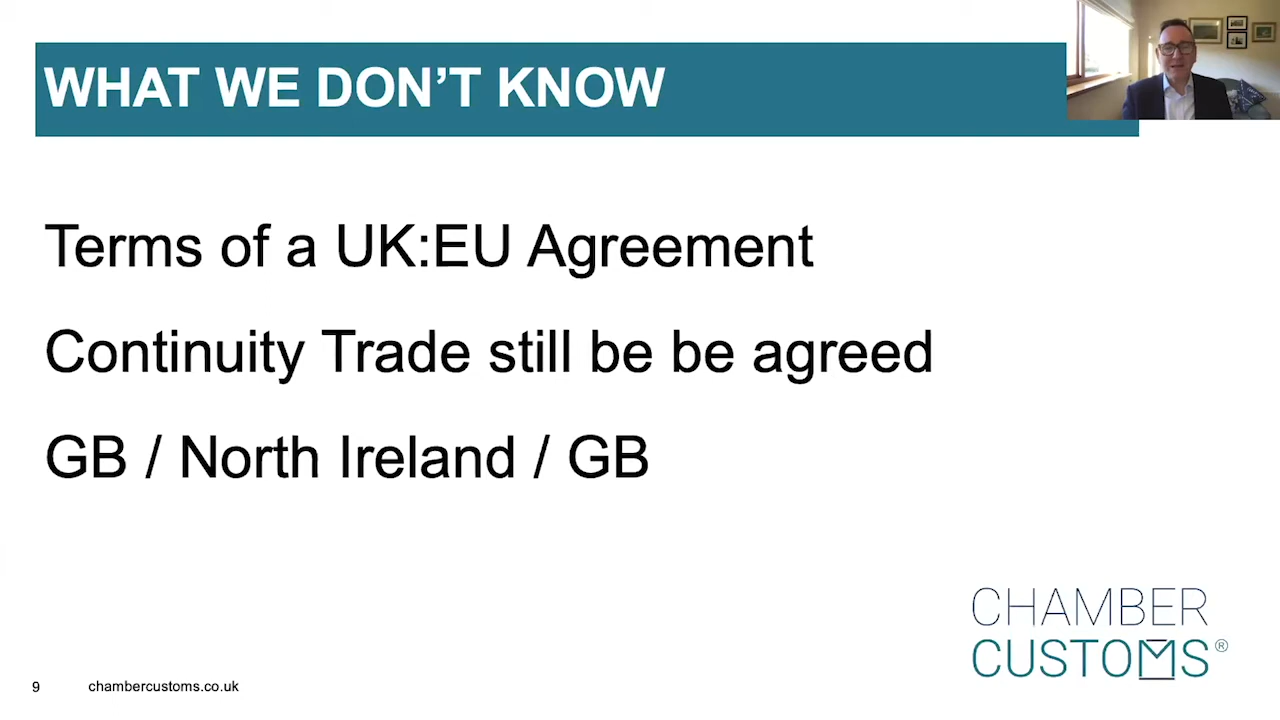 WHAT WE DON’T KNOW
Terms of a UK:EU Agreement
Continuity Trade still be be agreed
GB / North Ireland / GB
CHAMBER
CUSTOMS®
9 chambercustoms.co.uk